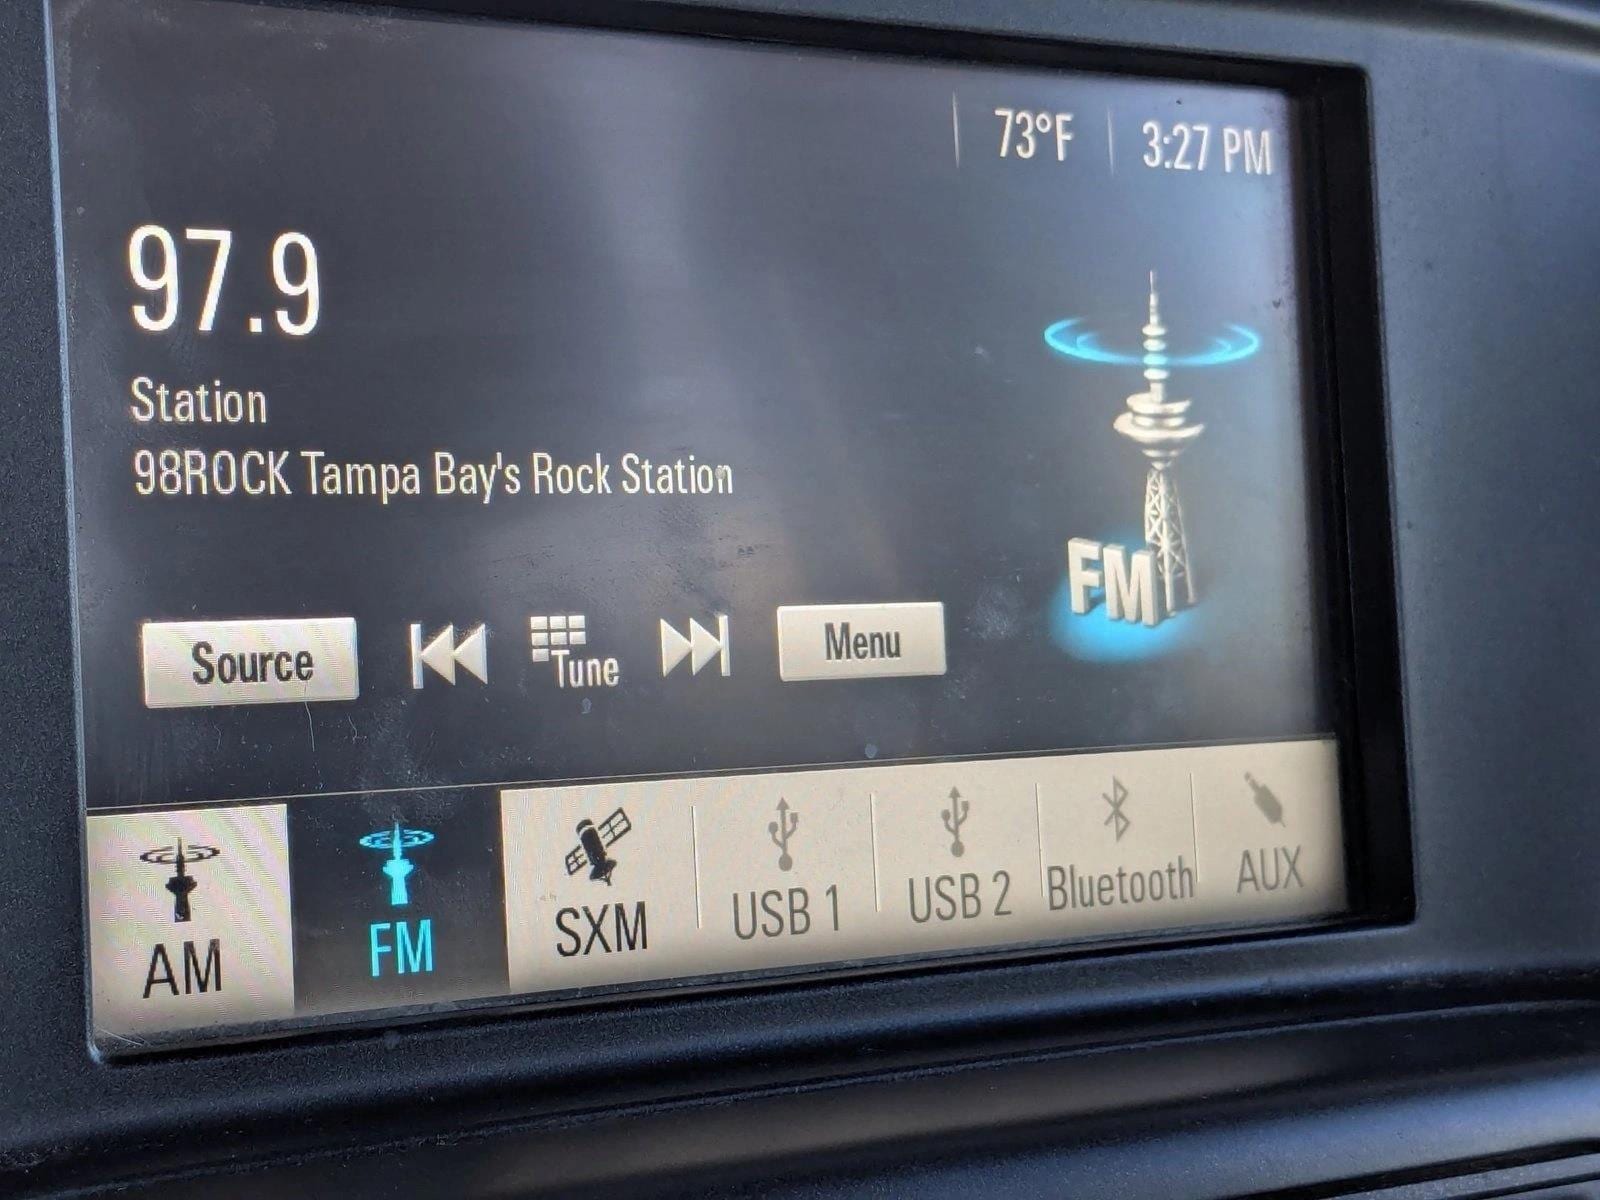 73°F 3:27 PM
97.9
Station
98ROCK Tampa Bay's Rock Station
FM
Source Tune Menu
AM FM SXM USB 1 USB 2 Bluetooth AUX